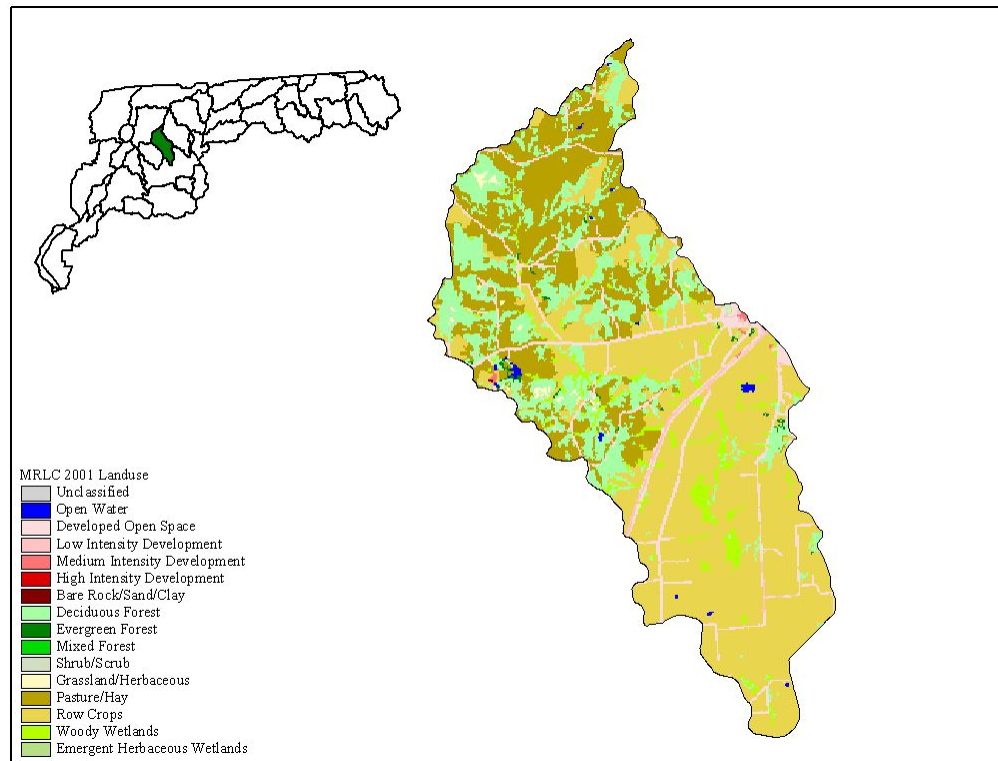 MRLC 2001 Landuse
Unclassified
Open Water
Developed Open Space
Low Intensity Development
Medium Intensity Development
High Intensity Development
Bare Rock/Sand/Clay
Deciduous Forest
Evergreen Forest
Mixed Forest
Shrub/Scrub
Grassland/Herbaceous
Pasture/Hay
Row Crops
Woody Wetlands
Emergent Herbaceous Wetlands